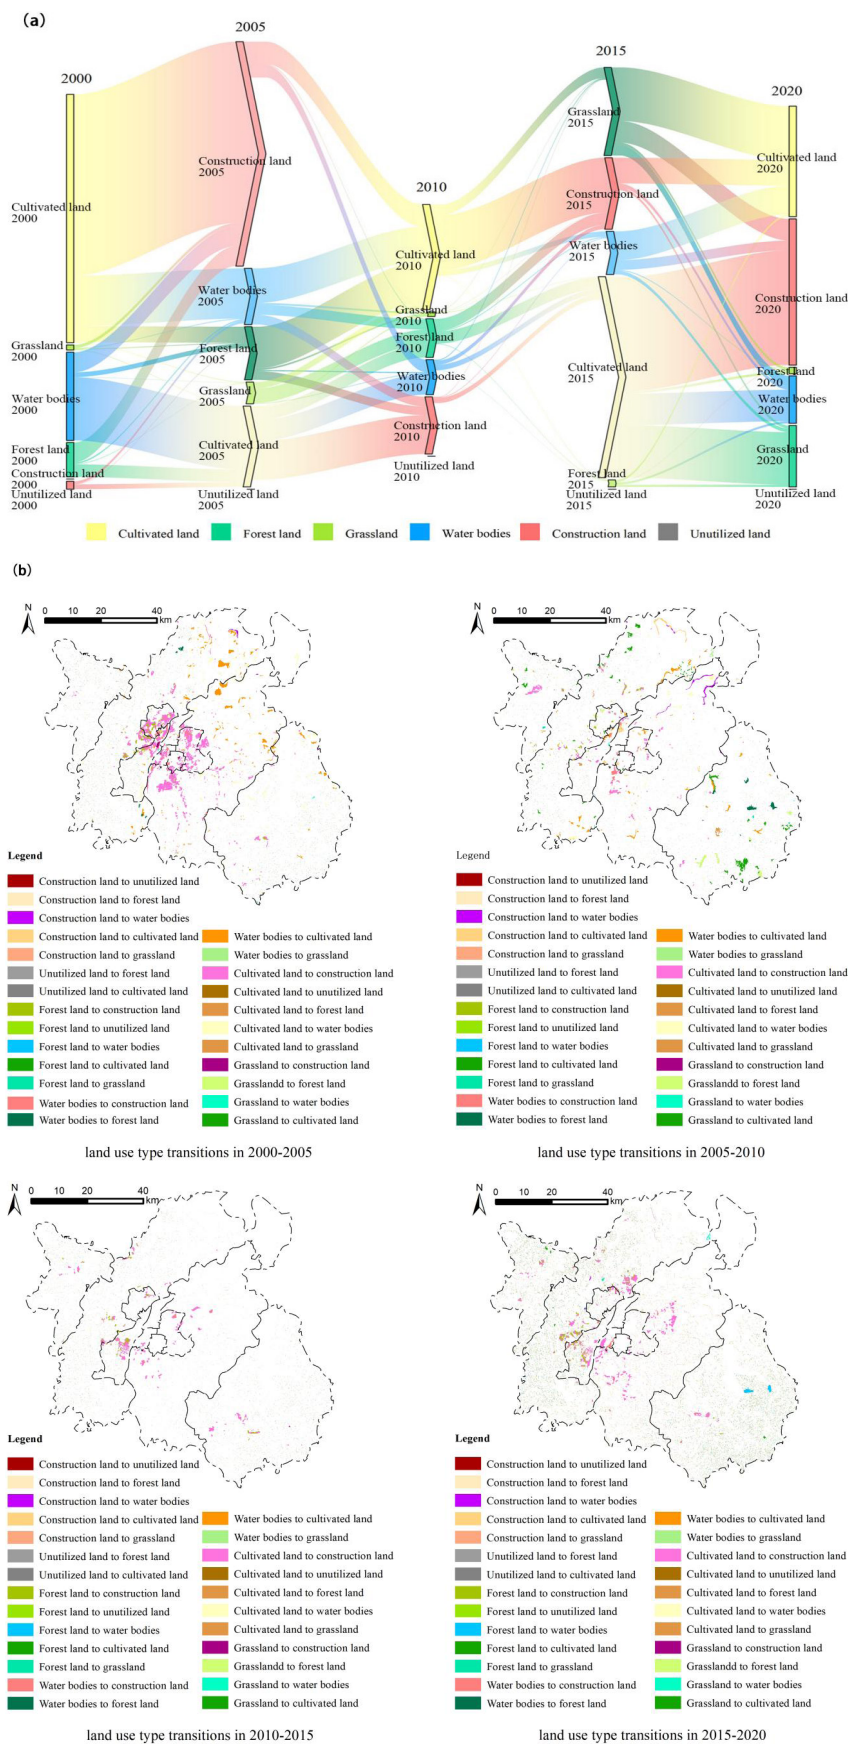 (a)
2000
2005
2010
2015
2020
Cultivated land
2000
Grassland
2000
Water bodies
2000
Forest land
2000
Construction land
2000
Unutilized land
2000
Construction land
2005
Water bodies
2005
Forest land
2005
Grassland
2005
Cultivated land
2005
Unutilized land
2005
Cultivated land
2010
Grassland
2010
Forest land
2010
Water bodies
2010
Construction land
2010
Unutilized land
2010
Grassland
2015
Construction land
2015
Water bodies
2015
Cultivated land
2015
Forest land
2015
Unutilized land
2015
Cultivated land
2020
Construction land
2020
Forest land
2020
Water bodies
2020
Grassland
2020
Unutilized land
2020
Cultivated land
Forest land
Grassland
Water bodies
Construction land
Unutilized land
(b)
N
0 10 20 40
km
Legend
Construction land to unutilized land
Construction land to forest land
Construction land to water bodies
Construction land to cultivated land
Construction land to grassland
Unutilized land to forest land
Unutilized land to cultivated land
Forest land to construction land
Forest land to unutilized land
Forest land to water bodies
Forest land to cultivated land
Forest land to grassland
Water bodies to construction land
Water bodies to forest land
Water bodies to cultivated land
Water bodies to grassland
Cultivated land to construction land
Cultivated land to unutilized land
Cultivated land to forest land
Cultivated land to water bodies
Cultivated land to grassland
Grassland to construction land
Grasslandd to forest land
Grassland to water bodies
Grassland to cultivated land
land use type transitions in 2000-2005
N
0 10 20 40
km
Legend
Construction land to unutilized land
Construction land to forest land
Construction land to water bodies
Construction land to cultivated land
Construction land to grassland
Unutilized land to forest land
Unutilized land to cultivated land
Forest land to construction land
Forest land to unutilized land
Forest land to water bodies
Forest land to cultivated land
Forest land to grassland
Water bodies to construction land
Water bodies to forest land
Water bodies to cultivated land
Water bodies to grassland
Cultivated land to construction land
Cultivated land to unutilized land
Cultivated land to forest land
Cultivated land to water bodies
Cultivated land to grassland
Grassland to construction land
Grasslandd to forest land
Grassland to water bodies
Grassland to cultivated land
land use type transitions in 2005-2010
N
0 10 20 40
km
Legend
Construction land to unutilized land
Construction land to forest land
Construction land to water bodies
Construction land to cultivated land
Construction land to grassland
Unutilized land to forest land
Unutilized land to cultivated land
Forest land to construction land
Forest land to unutilized land
Forest land to water bodies
Forest land to cultivated land
Forest land to grassland
Water bodies to construction land
Water bodies to forest land
Water bodies to cultivated land
Water bodies to grassland
Cultivated land to construction land
Cultivated land to unutilized land
Cultivated land to forest land
Cultivated land to water bodies
Cultivated land to grassland
Grassland to construction land
Grasslandd to forest land
Grassland to water bodies
Grassland to cultivated land
land use type transitions in 2010-2015
N
0 10 20 40
km
Legend
Construction land to unutilized land
Construction land to forest land
Construction land to water bodies
Construction land to cultivated land
Construction land to grassland
Unutilized land to forest land
Unutilized land to cultivated land
Forest land to construction land
Forest land to unutilized land
Forest land to water bodies
Forest land to cultivated land
Forest land to grassland
Water bodies to construction land
Water bodies to forest land
Water bodies to cultivated land
Water bodies to grassland
Cultivated land to construction land
Cultivated land to unutilized land
Cultivated land to forest land
Cultivated land to water bodies
Cultivated land to grassland
Grassland to construction land
Grasslandd to forest land
Grassland to water bodies
Grassland to cultivated land
land use type transitions in 2015-2020